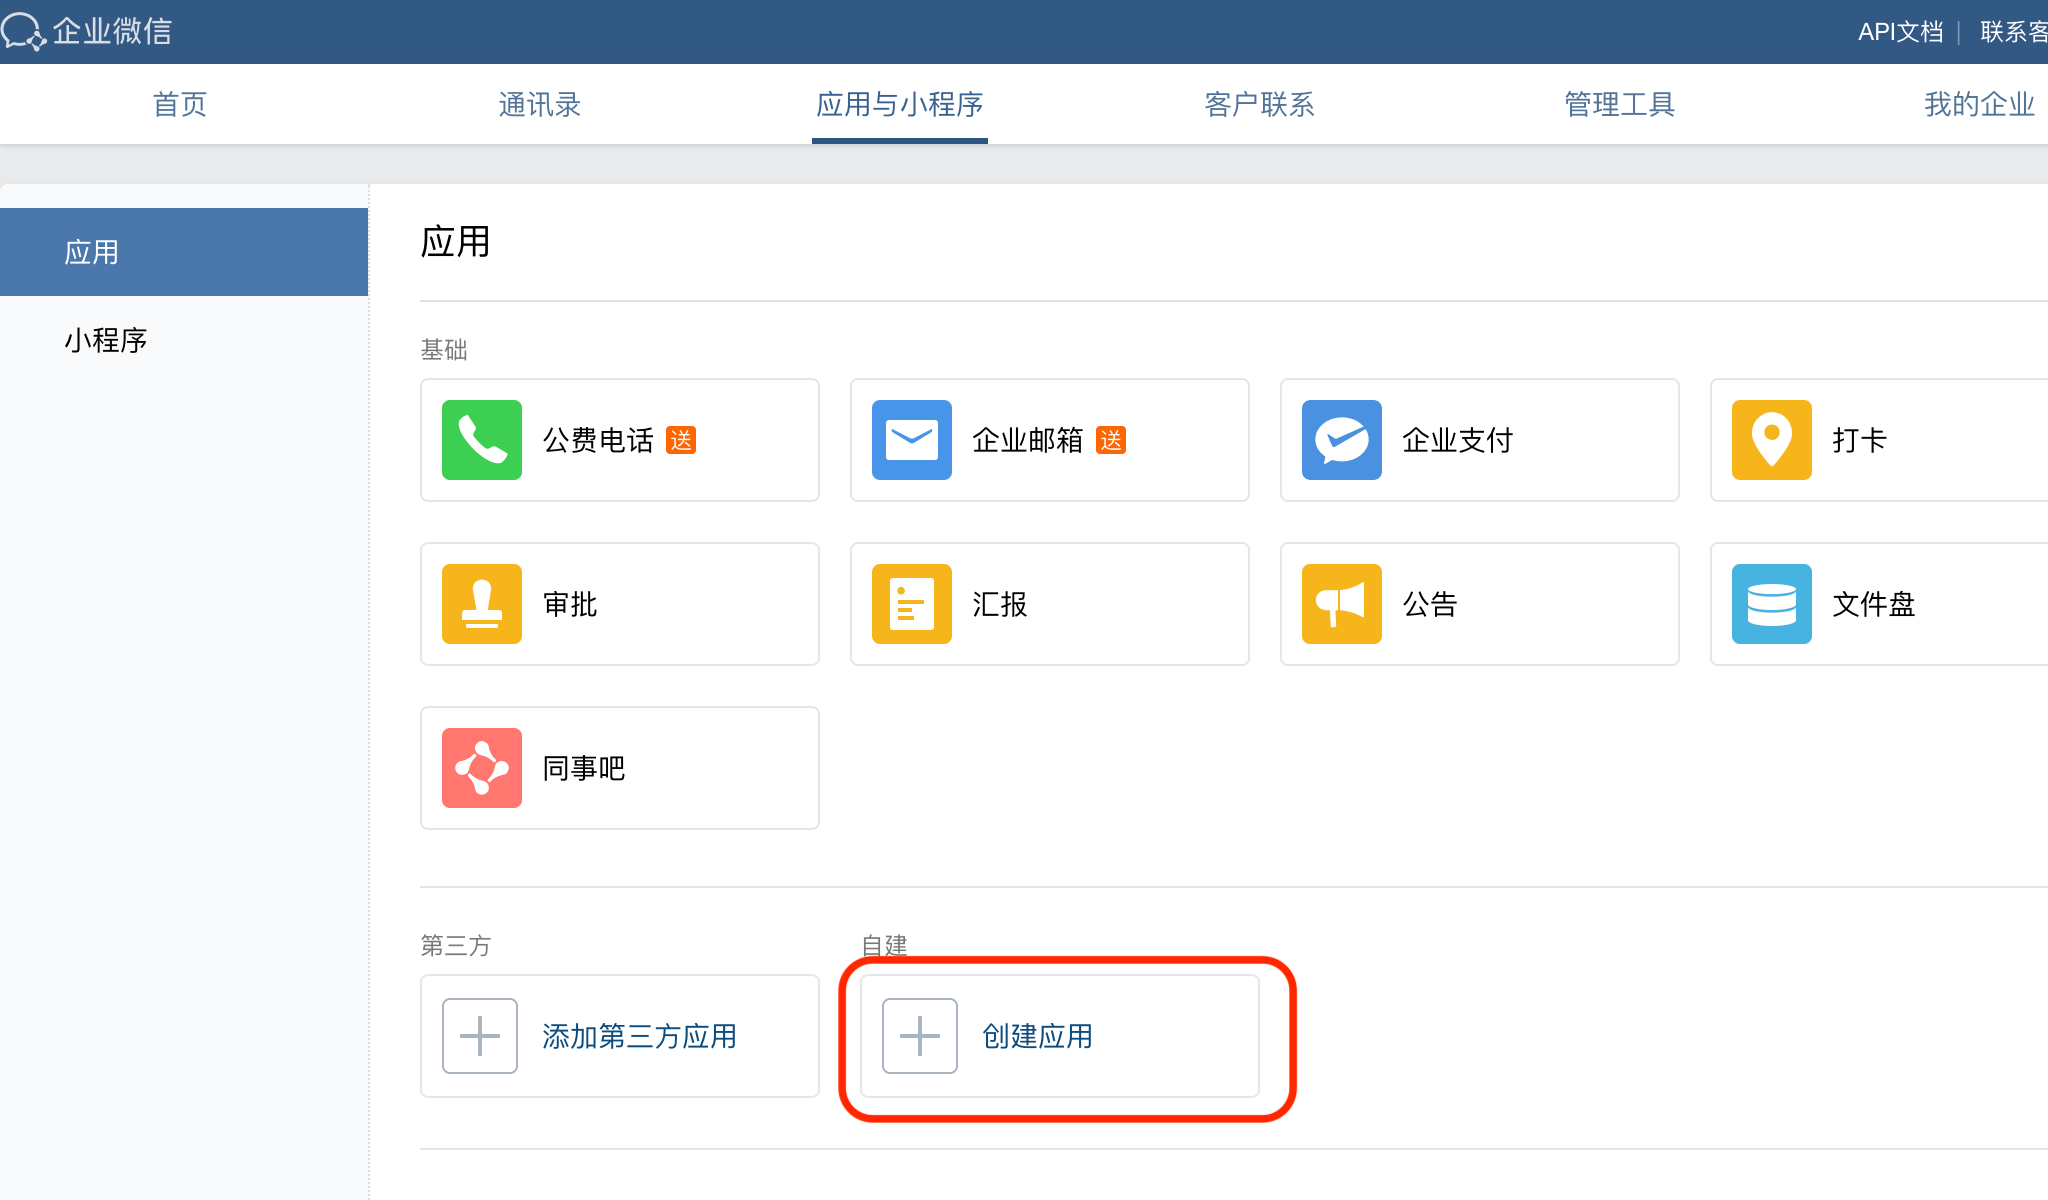 企业微信
API文档 | 联系客
首页 通讯录 应用与小程序 客户联系 管理工具 我的企业
应用
小程序
应用
基础
公费电话 送
企业邮箱 送
企业支付
打卡
审批
汇报
公告
文件盘
同事吧
第三方
添加第三方应用
自建
创建应用